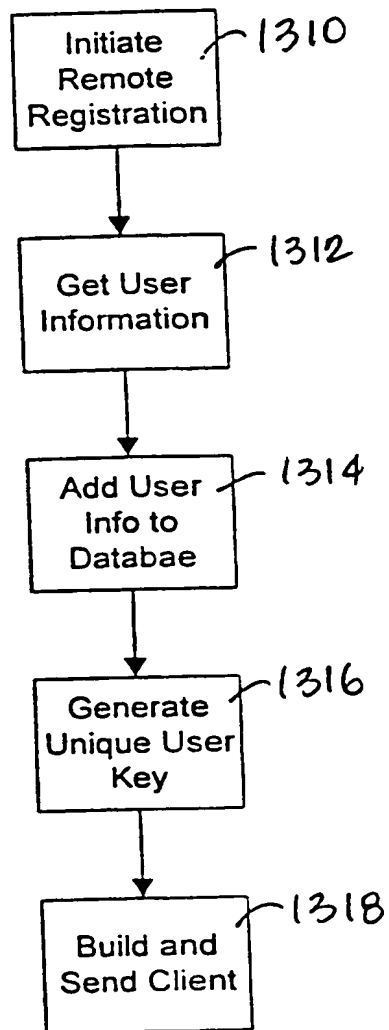 Initiate
Remote
Registration
1310
Get User
Information
1312
Add User
Info to
Databae
1314
Generate
Unique User
Key
1316
Build and
Send Client
1318